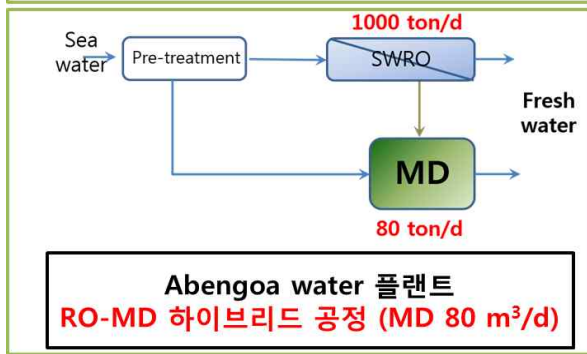 1000 ton/d
Sea
water
Pre-treatment
SWRO
Fresh
water
MD
80 ton/d
Abengoa water 플랜트
RO-MD 하이브리드 공정 (MD 80 m³/d)